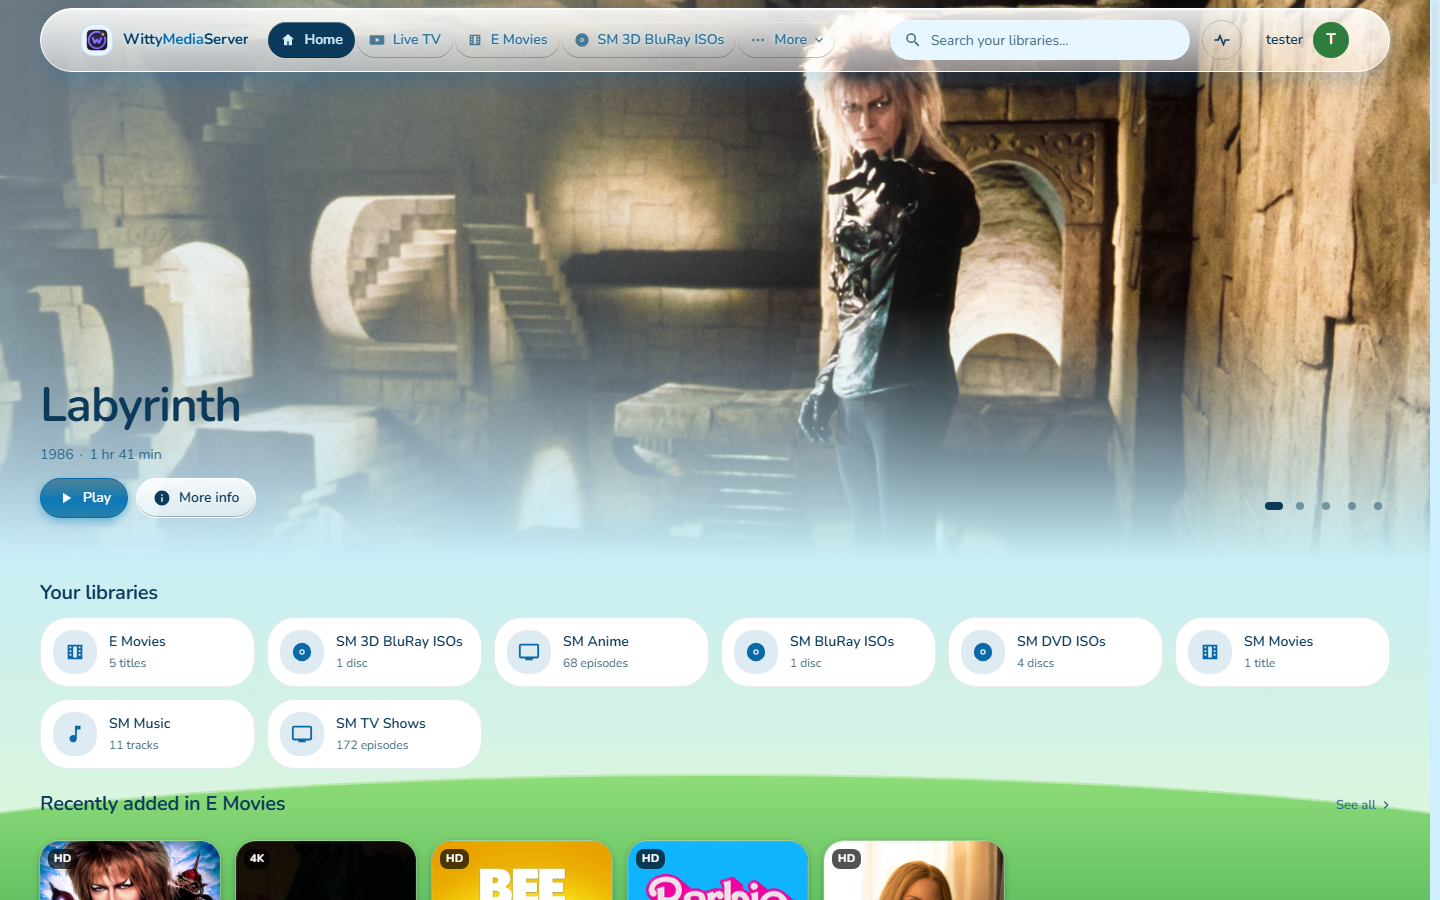 WittyMediaServer
Home
Live TV
E Movies
SM 3D BluRay ISOs
More
Search your libraries...
tester
T
Labyrinth
1986 · 1 hr 41 min
Play
More info
Your libraries
E Movies
5 titles
SM 3D BluRay ISOs
1 disc
SM Anime
68 episodes
SM BluRay ISOs
1 disc
SM DVD ISOs
4 discs
SM Movies
1 title
SM Music
11 tracks
SM TV Shows
172 episodes
Recently added in E Movies
See all
HD
4K
HD
BEE
HD
Barbie
HD